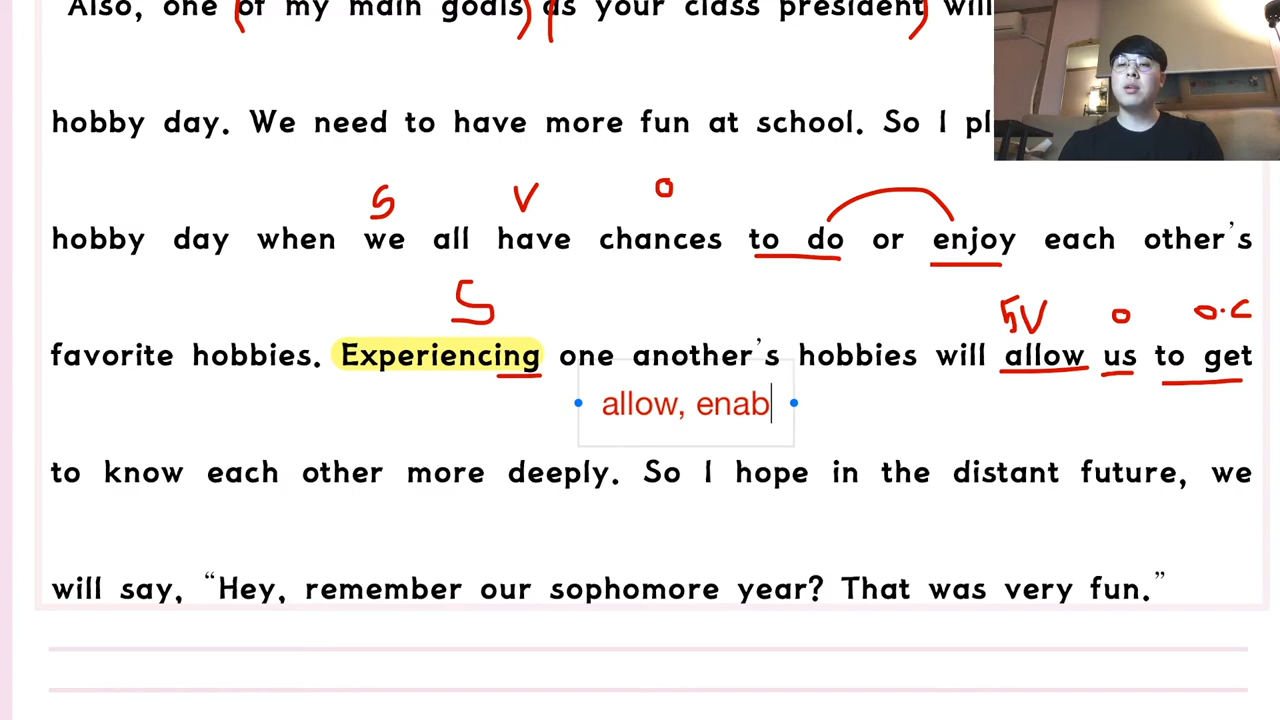 Also, one (of my main goals) (as your class president) will
hobby day. We need to have more fun at school. So I pl
S V O
hobby day when we all have chances to do or enjoy each other's
S 5V O O.C
favorite hobbies. Experiencing one another's hobbies will allow us to get
allow, enab
to know each other more deeply. So I hope in the distant future, we
will say, “Hey, remember our sophomore year? That was very fun.”